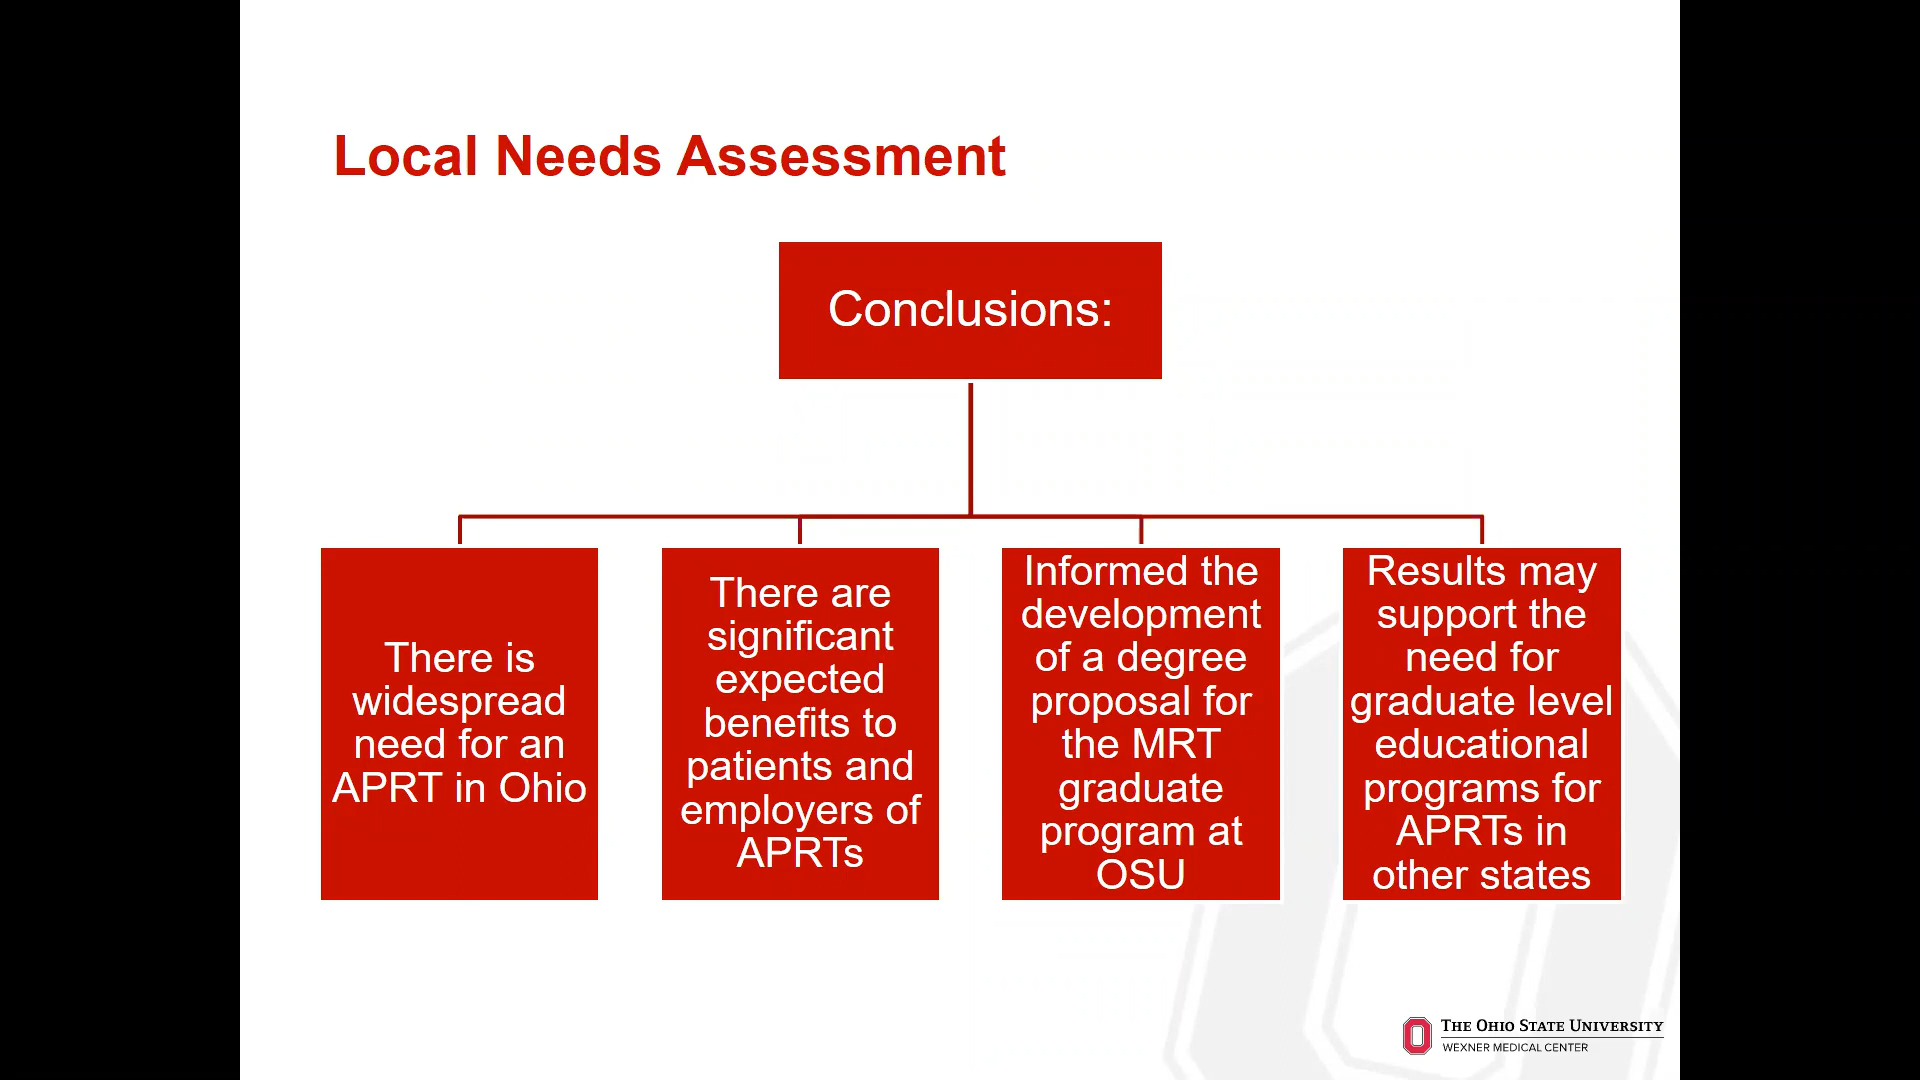 Local Needs Assessment
Conclusions:
There is
widespread
need for an
APRT in Ohio
There are
significant
expected
benefits to
patients and
employers of
APRTs
Informed the
development
of a degree
proposal for
the MRT
graduate
program at
OSU
Results may
support the
need for
graduate level
educational
programs for
APRTs in
other states
THE OHIO STATE UNIVERSITY
WEXNER MEDICAL CENTER